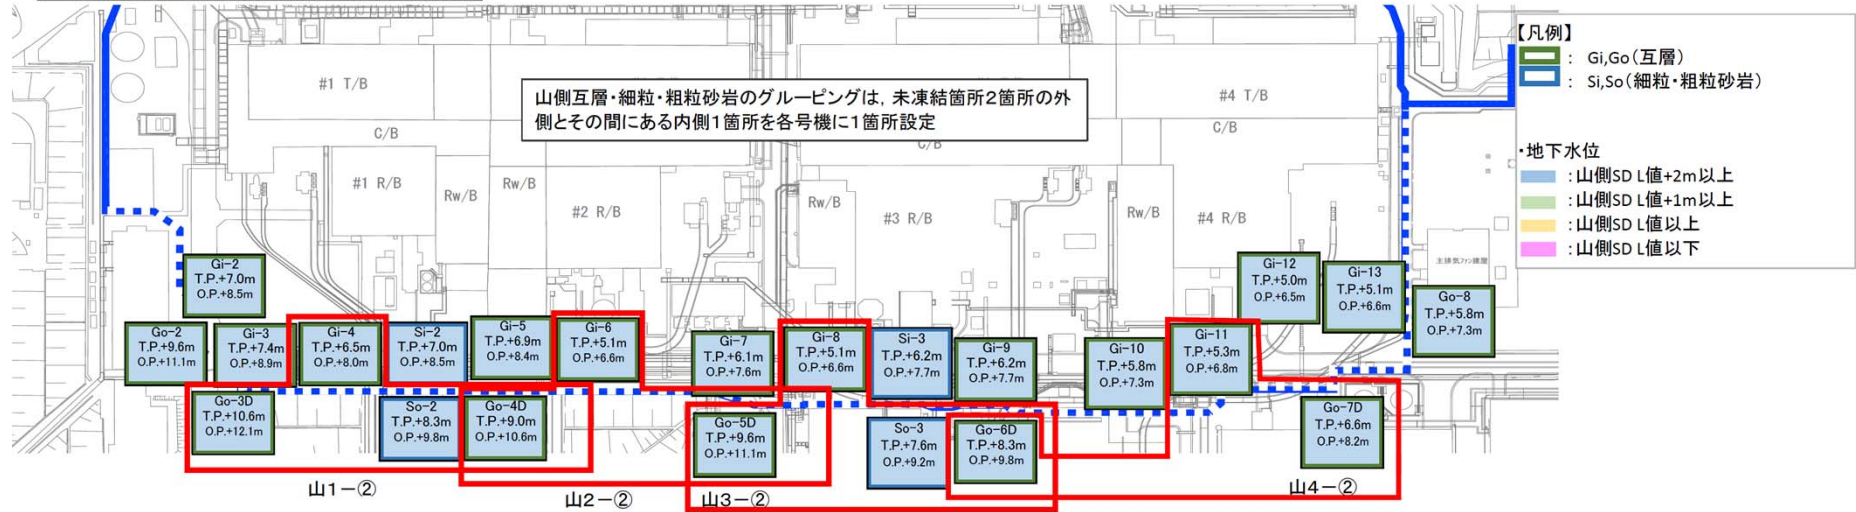 #1 T/B
#4 T/B
山側互層・細粒・粗粒砂岩のグルーピングは，未凍結箇所２箇所の外
側とその間にある内側１箇所を各号機に１箇所設定
C/B
C/B
C/B
#1 R/B
Rw/B
Rw/B
#2 R/B
Rw/B
#3 R/B
Rw/B
#4 R/B
主排気ファン建屋
【凡例】
： Gi,Go（互層）
： Si,So（細粒・粗粒砂岩）
・地下水位
：山側SD L値+2m以上
：山側SD L値+1m以上
：山側SD L値以上
：山側SD L値以下
Gi-2
T.P.+7.0m
O.P.+8.5m
Go-2
T.P.+9.6m
O.P.+11.1m
Gi-3
T.P.+7.4m
O.P.+8.9m
Gi-4
T.P.+6.5m
O.P.+8.0m
Si-2
T.P.+7.0m
O.P.+8.5m
Gi-5
T.P.+6.9m
O.P.+8.4m
Gi-6
T.P.+5.1m
O.P.+6.6m
Gi-7
T.P.+6.1m
O.P.+7.6m
Gi-8
T.P.+5.1m
O.P.+6.6m
Si-3
T.P.+6.2m
O.P.+7.7m
Gi-9
T.P.+6.2m
O.P.+7.7m
Gi-10
T.P.+5.8m
O.P.+7.3m
Gi-11
T.P.+5.3m
O.P.+6.8m
Gi-12
T.P.+5.0m
O.P.+6.5m
Gi-13
T.P.+5.1m
O.P.+6.6m
Go-8
T.P.+5.8m
O.P.+7.3m
Go-3D
T.P.+10.6m
O.P.+12.1m
So-2
T.P.+8.3m
O.P.+9.8m
Go-4D
T.P.+9.0m
O.P.+10.6m
Go-5D
T.P.+9.6m
O.P.+11.1m
So-3
T.P.+7.6m
O.P.+9.2m
Go-6D
T.P.+8.3m
O.P.+9.8m
Go-7D
T.P.+6.6m
O.P.+8.2m
山1－②
山2－②
山3－②
山4－②